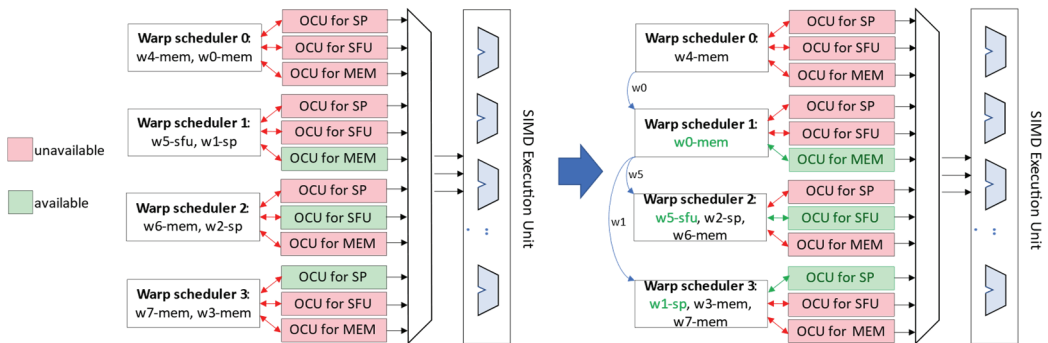 unavailable
available
Warp scheduler 0:
w4-mem, w0-mem
OCU for SP
OCU for SFU
OCU for MEM
Warp scheduler 1:
w5-sfu, w1-sp
OCU for SP
OCU for SFU
OCU for MEM
Warp scheduler 2:
w6-mem, w2-sp
OCU for SP
OCU for SFU
OCU for MEM
Warp scheduler 3:
w7-mem, w3-mem
OCU for SP
OCU for SFU
OCU for MEM
SIMD Execution Unit
Warp scheduler 0:
w4-mem
OCU for SP
OCU for SFU
OCU for MEM
w0
Warp scheduler 1:
w0-mem
OCU for SP
OCU for SFU
OCU for MEM
w5
w1
Warp scheduler 2:
w5-sfu, w2-sp,
w6-mem
OCU for SP
OCU for SFU
OCU for MEM
Warp scheduler 3:
w1-sp, w3-mem,
w7-mem
OCU for SP
OCU for SFU
OCU for MEM
SIMD Execution Unit